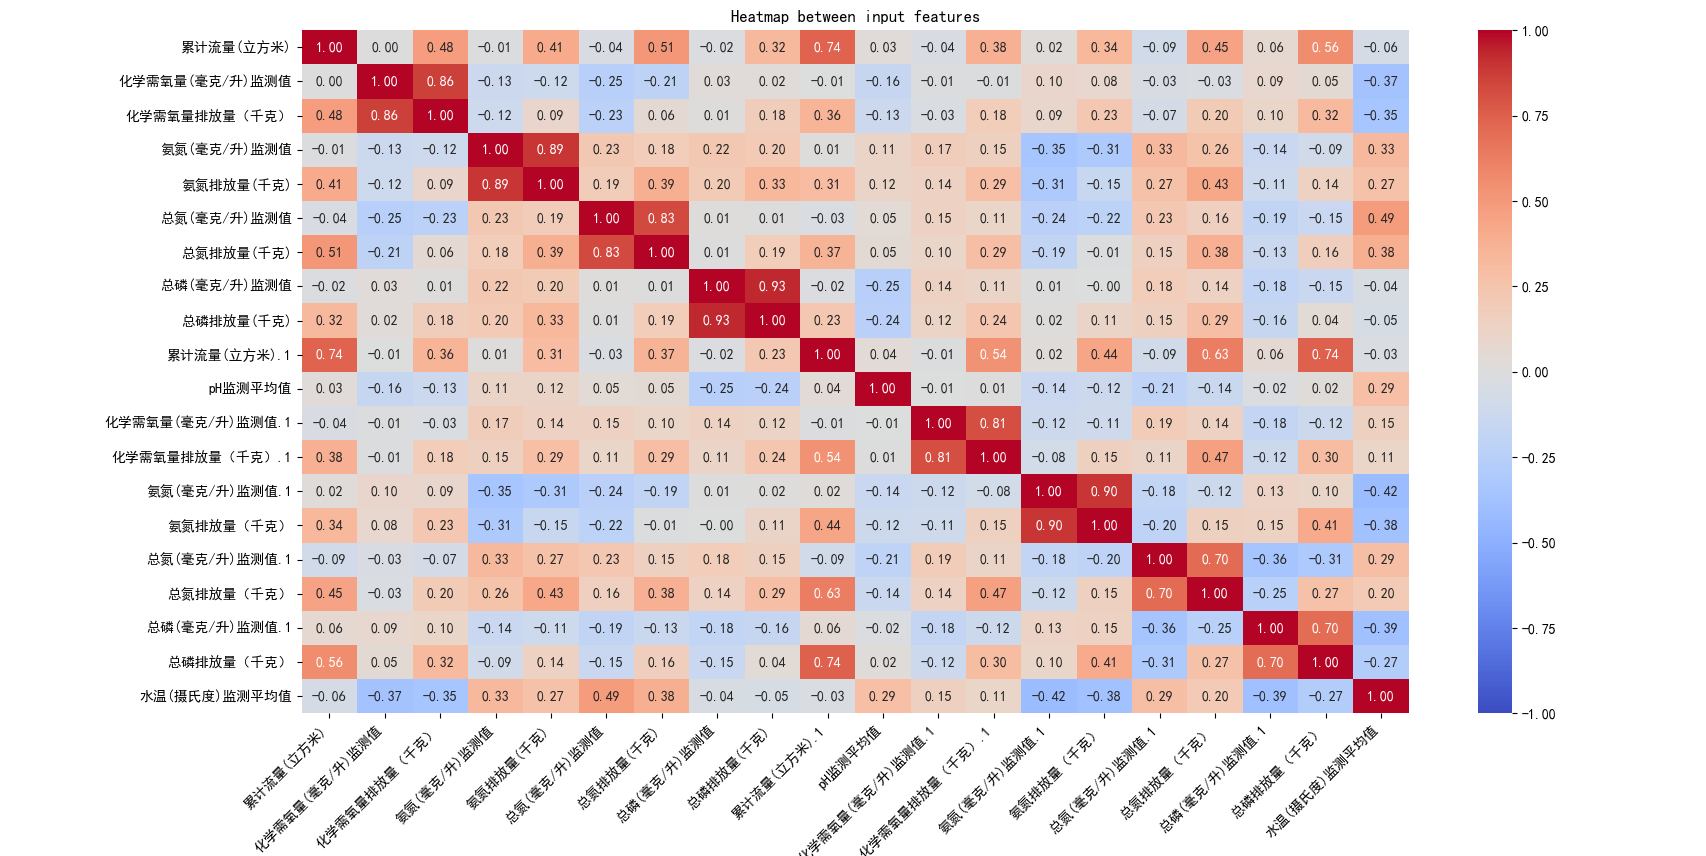 Heatmap between input features
累计流量(立方米) 1.00 0.00 0.48 -0.01 0.41 -0.04 0.51 -0.02 0.32 0.74 0.03 -0.04 0.38 0.02 0.34 -0.09 0.45 0.06 0.56 -0.06
化学需氧量(毫克/升)监测值 0.00 1.00 0.86 -0.13 -0.12 -0.25 -0.21 0.03 0.02 -0.01 -0.16 -0.01 -0.01 0.10 0.08 -0.03 -0.03 0.09 0.05 -0.37
化学需氧量排放量（千克） 0.48 0.86 1.00 -0.12 0.09 -0.23 0.06 0.01 0.18 0.36 -0.13 -0.03 0.18 0.09 0.23 -0.07 0.20 0.10 0.32 -0.35
氨氮(毫克/升)监测值 -0.01 -0.13 -0.12 1.00 0.89 0.23 0.18 0.22 0.20 0.01 0.11 0.17 0.15 -0.35 -0.31 0.33 0.26 -0.14 -0.09 0.33
氨氮排放量(千克) 0.41 -0.12 0.09 0.89 1.00 0.19 0.39 0.20 0.33 0.31 0.12 0.14 0.29 -0.31 -0.15 0.27 0.43 -0.11 0.14 0.27
总氮(毫克/升)监测值 -0.04 -0.25 -0.23 0.23 0.19 1.00 0.83 0.01 0.01 -0.03 0.05 0.15 0.11 -0.24 -0.22 0.23 0.16 -0.19 -0.15 0.49
总氮排放量(千克) 0.51 -0.21 0.06 0.18 0.39 0.83 1.00 0.01 0.19 0.37 0.05 0.10 0.29 -0.19 -0.01 0.15 0.38 -0.13 0.16 0.38
总磷(毫克/升)监测值 -0.02 0.03 0.01 0.22 0.20 0.01 0.01 1.00 0.93 -0.02 -0.25 0.14 0.11 0.01 -0.00 0.18 0.14 -0.18 -0.15 -0.04
总磷排放量(千克) 0.32 0.02 0.18 0.20 0.33 0.01 0.19 0.93 1.00 0.23 -0.24 0.12 0.24 0.02 0.11 0.15 0.29 -0.16 0.04 -0.05
累计流量(立方米).1 0.74 -0.01 0.36 0.01 0.31 -0.03 0.37 -0.02 0.23 1.00 0.04 -0.01 0.54 0.02 0.44 -0.09 0.63 0.06 0.74 -0.03
pH监测平均值 0.03 -0.16 -0.13 0.11 0.12 0.05 0.05 -0.25 -0.24 0.04 1.00 -0.01 0.01 -0.14 -0.12 -0.21 -0.14 -0.02 0.02 0.29
化学需氧量(毫克/升)监测值.1 -0.04 -0.01 -0.03 0.17 0.14 0.15 0.10 0.14 0.12 -0.01 -0.01 1.00 0.81 -0.12 -0.11 0.19 0.14 -0.18 -0.12 0.15
化学需氧量排放量（千克）.1 0.38 -0.01 0.18 0.15 0.29 0.11 0.29 0.11 0.24 0.54 0.01 0.81 1.00 -0.08 0.15 0.11 0.47 -0.12 0.30 0.11
氨氮(毫克/升)监测值.1 0.02 0.10 0.09 -0.35 -0.31 -0.24 -0.19 0.01 0.02 0.02 -0.14 -0.12 -0.08 1.00 0.90 -0.18 -0.12 0.13 0.10 -0.42
氨氮排放量（千克） 0.34 0.08 0.23 -0.31 -0.15 -0.22 -0.01 -0.00 0.11 0.44 -0.12 -0.11 0.15 0.90 1.00 -0.20 0.15 0.15 0.41 -0.38
总氮(毫克/升)监测值.1 -0.09 -0.03 -0.07 0.33 0.27 0.23 0.15 0.18 0.15 -0.09 -0.21 0.19 0.11 -0.18 -0.20 1.00 0.70 -0.36 -0.31 0.29
总氮排放量（千克） 0.45 -0.03 0.20 0.26 0.43 0.16 0.38 0.14 0.29 0.63 -0.14 0.14 0.47 -0.12 0.15 0.70 1.00 -0.25 0.27 0.20
总磷(毫克/升)监测值.1 0.06 0.09 0.10 -0.14 -0.11 -0.19 -0.13 -0.18 -0.16 0.06 -0.02 -0.18 -0.12 0.13 0.15 -0.36 -0.25 1.00 0.70 -0.39
总磷排放量（千克） 0.56 0.05 0.32 -0.09 0.14 -0.15 0.16 -0.15 0.04 0.74 0.02 -0.12 0.30 0.10 0.41 -0.31 0.27 0.70 1.00 -0.27
水温(摄氏度)监测平均值 -0.06 -0.37 -0.35 0.33 0.27 0.49 0.38 -0.04 -0.05 -0.03 0.29 0.15 0.11 -0.42 -0.38 0.29 0.20 -0.39 -0.27 1.00
累计流量(立方米)
化学需氧量(毫克/升)监测值
化学需氧量排放量（千克）
氨氮(毫克/升)监测值
氨氮排放量(千克)
总氮(毫克/升)监测值
总氮排放量(千克)
总磷(毫克/升)监测值
总磷排放量(千克)
累计流量(立方米).1
pH监测平均值
化学需氧量(毫克/升)监测值.1
化学需氧量排放量（千克）.1
氨氮(毫克/升)监测值.1
氨氮排放量（千克）
总氮(毫克/升)监测值.1
总氮排放量（千克）
总磷(毫克/升)监测值.1
总磷排放量（千克）
水温(摄氏度)监测平均值
1.00
0.75
0.50
0.25
0.00
-0.25
-0.50
-0.75
-1.00